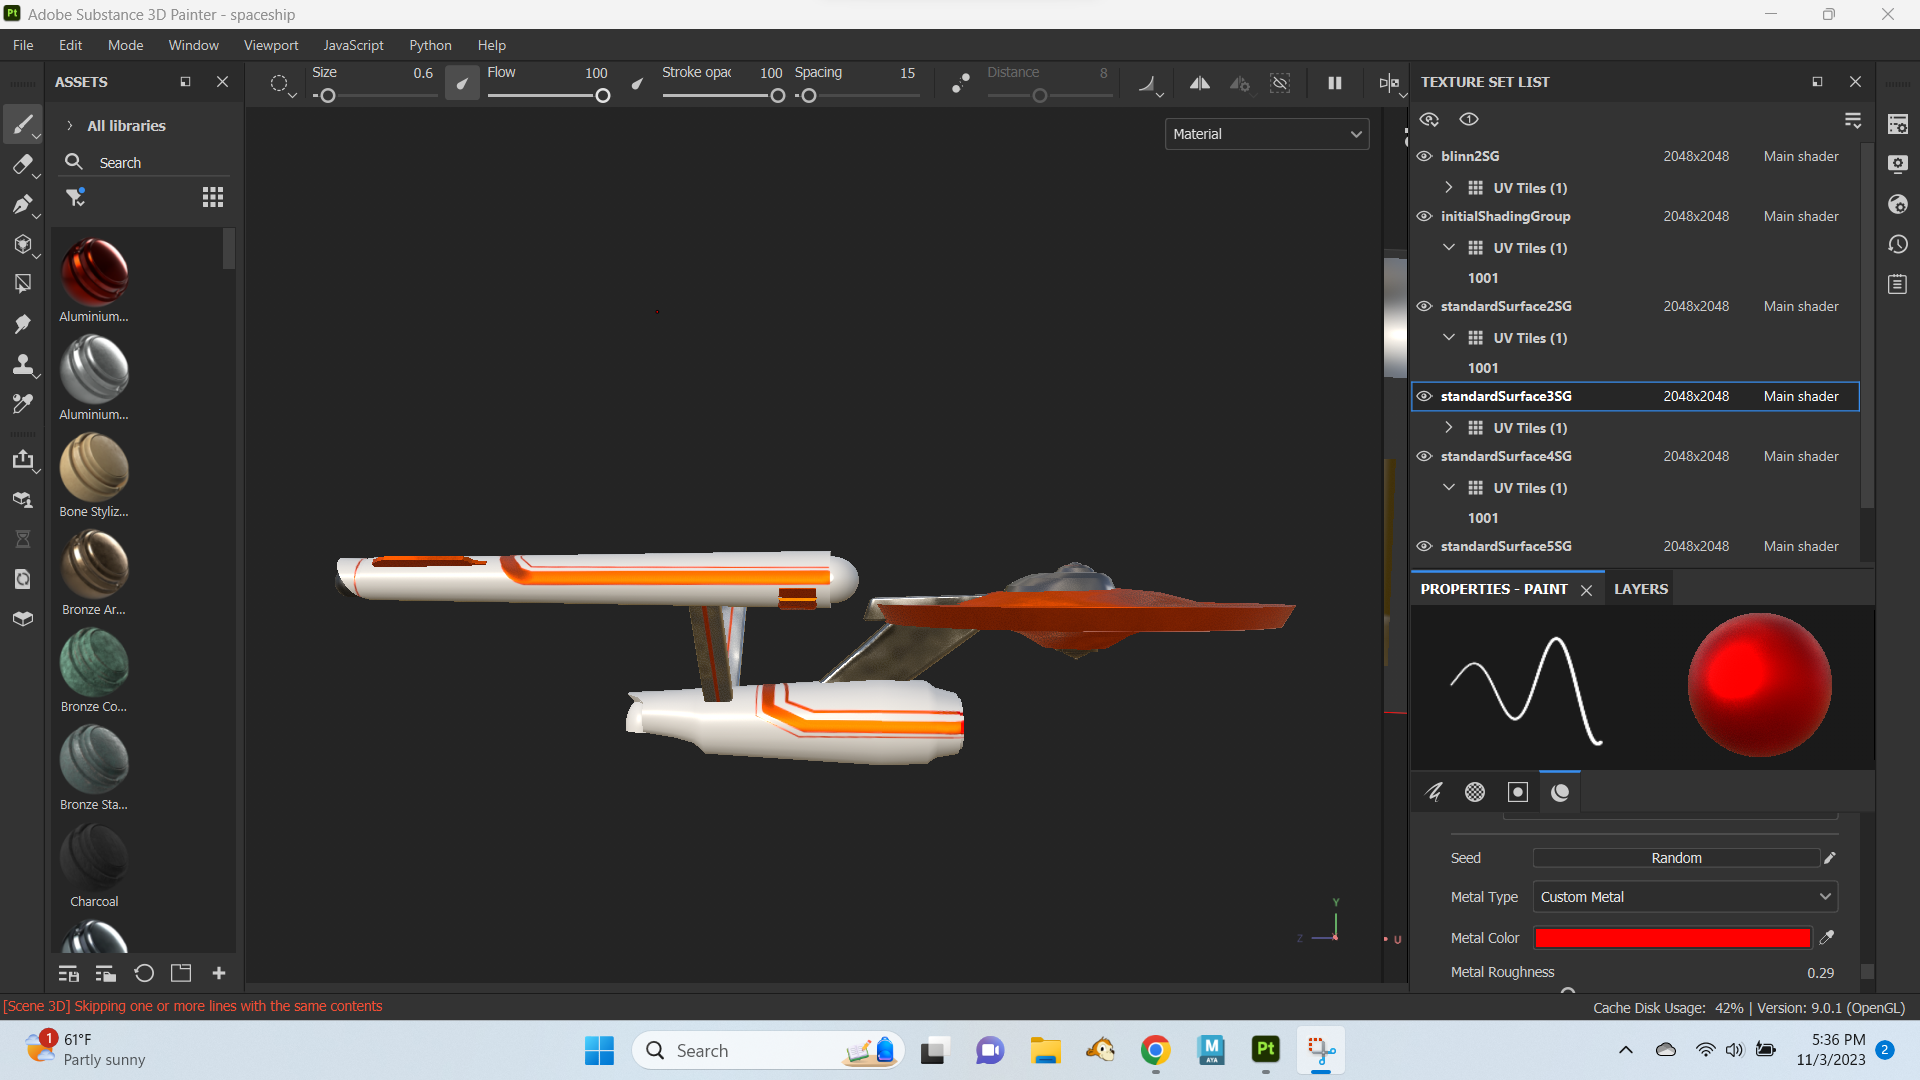 Pt Adobe Substance 3D Painter - spaceship
File Edit Mode Window Viewport JavaScript Python Help
ASSETS
All libraries
Search
Aluminium...
Aluminium...
Bone Styliz...
Bronze Ar...
Bronze Co...
Bronze Sta...
Charcoal
Size 0.6 Flow 100 Stroke opac 100 Spacing 15 Distance 8
Material
Y
Z
U
TEXTURE SET LIST
blinn2SG 2048x2048 Main shader
UV Tiles (1)
initialShadingGroup 2048x2048 Main shader
UV Tiles (1)
1001
standardSurface2SG 2048x2048 Main shader
UV Tiles (1)
1001
standardSurface3SG 2048x2048 Main shader
UV Tiles (1)
standardSurface4SG 2048x2048 Main shader
UV Tiles (1)
1001
standardSurface5SG 2048x2048 Main shader
PROPERTIES - PAINT LAYERS
Seed Random
Metal Type Custom Metal
Metal Color
Metal Roughness 0.29
[Scene 3D] Skipping one or more lines with the same contents
Cache Disk Usage: 42% | Version: 9.0.1 (OpenGL)
1 61°F
Partly sunny
Search
M
AYA
Pt
5:36 PM
11/3/2023
2